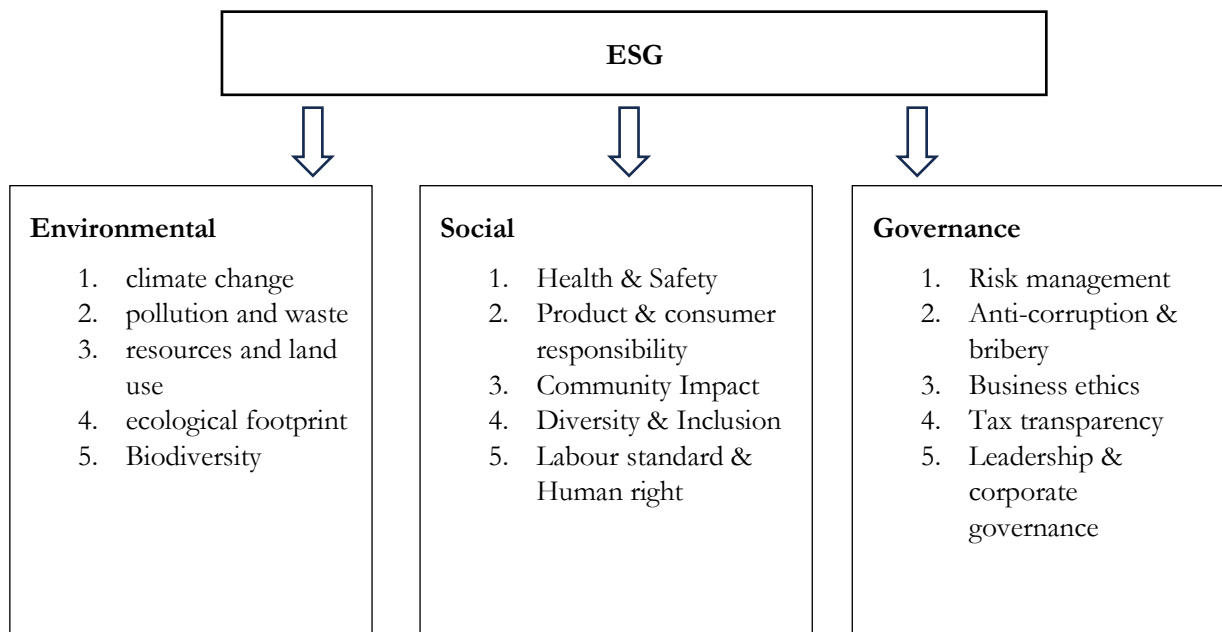 ESG
Environmental
1. climate change
2. pollution and waste
3. resources and land
use
4. ecological footprint
5. Biodiversity
Social
1. Health & Safety
2. Product & consumer
responsibility
3. Community Impact
4. Diversity & Inclusion
5. Labour standard &
Human right
Governance
1. Risk management
2. Anti-corruption &
bribery
3. Business ethics
4. Tax transparency
5. Leadership &
corporate
governance